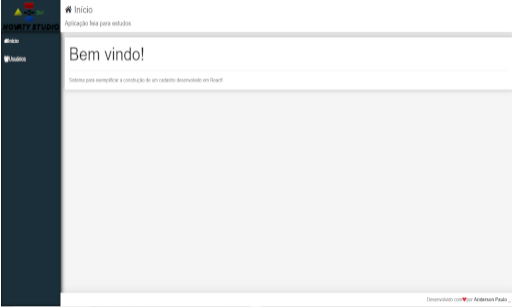 NOVATY STUDIO
Início
Usuários
Início
Aplicação feia para estudos
Bem vindo!
Sistema para exemplificar a construção de um cadastro desenvolvido em React!
Desenvolvido com ❤ por Anderson Paulo _